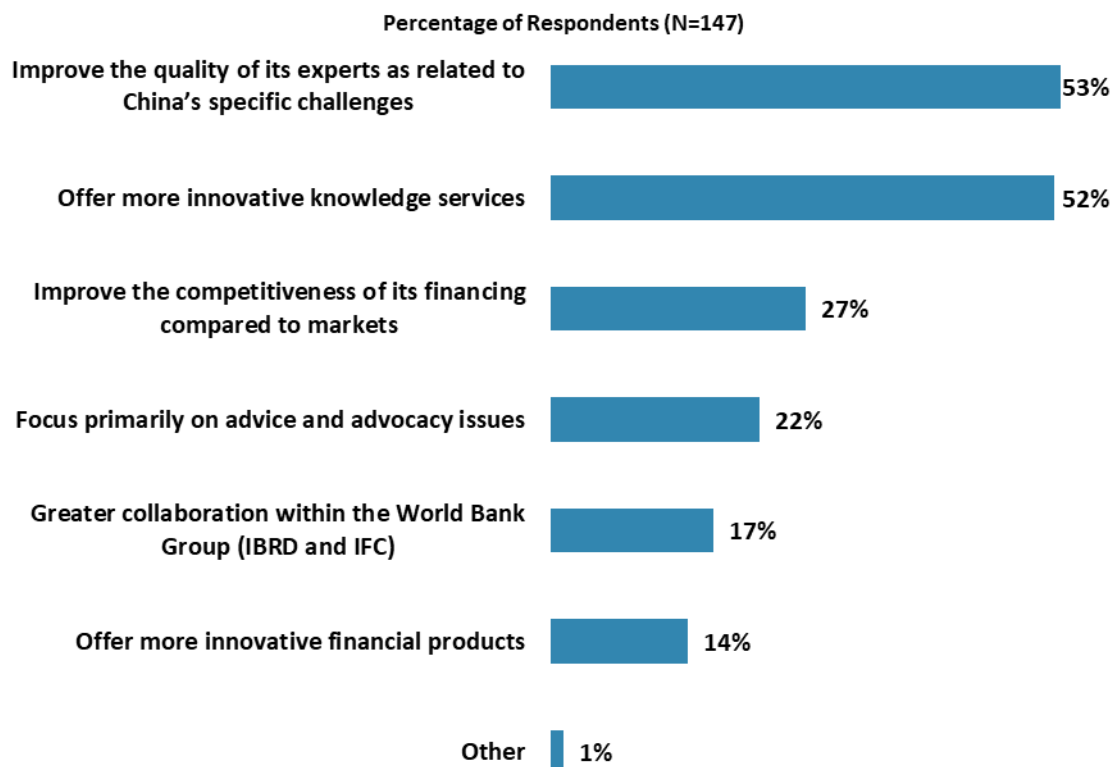 Percentage of Respondents (N=147)
Improve the quality of its experts as related to
China’s specific challenges
53%
Offer more innovative knowledge services
52%
Improve the competitiveness of its financing
compared to markets
27%
Focus primarily on advice and advocacy issues
22%
Greater collaboration within the World Bank
Group (IBRD and IFC)
17%
Offer more innovative financial products
14%
Other
1%